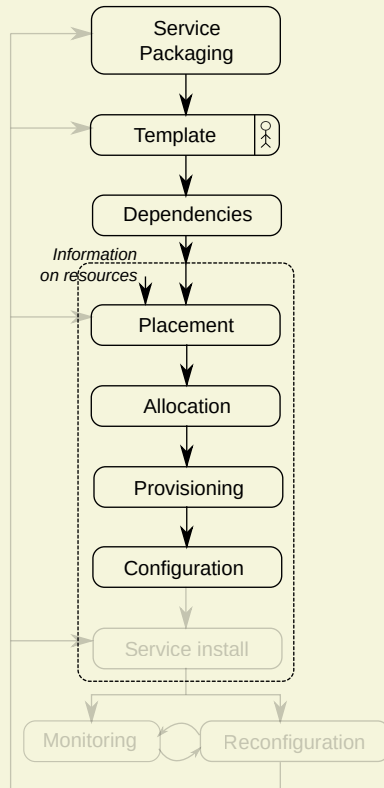 Service
Packaging
Template
Dependencies
Information
on resources
Placement
Allocation
Provisioning
Configuration
Service install
Monitoring
Reconfiguration